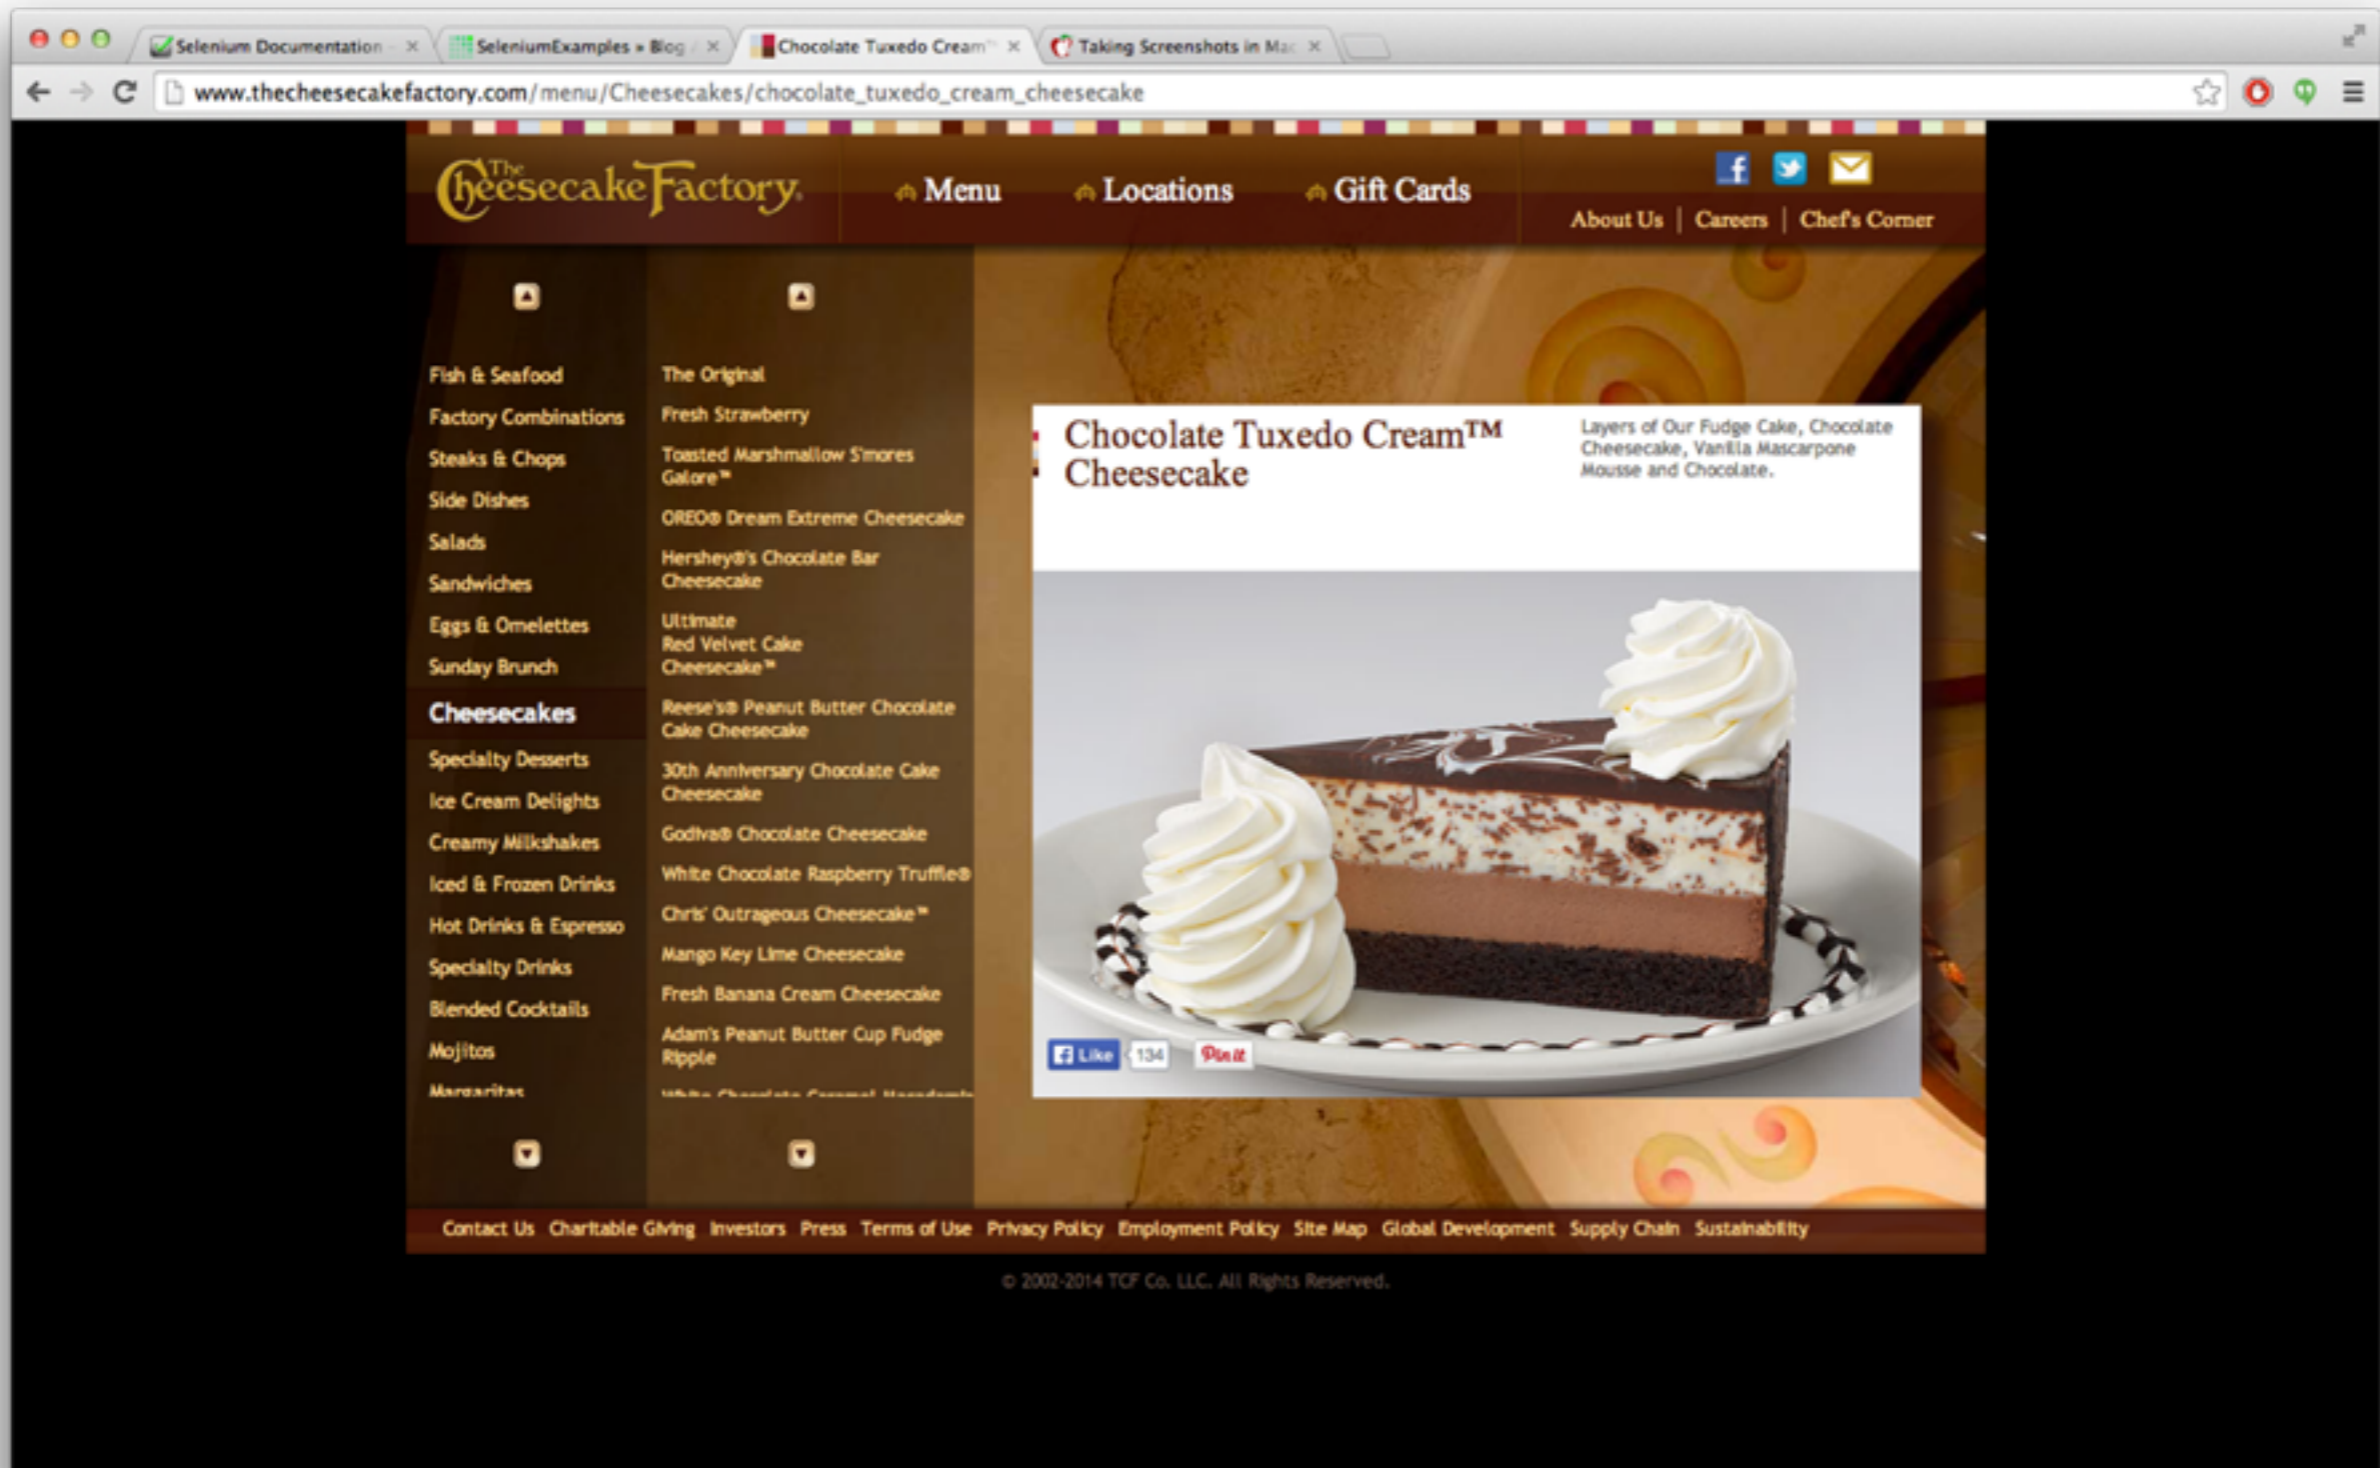 Selenium Documentation
SeleniumExamples » Blog
Chocolate Tuxedo Cream™
Taking Screenshots in Mac
www.thecheesecakefactory.com/menu/Cheesecakes/chocolate_tuxedo_cream_cheesecake
The Cheesecake Factory®
Menu
Locations
Gift Cards
About Us | Careers | Chef's Corner
Fish & Seafood
Factory Combinations
Steaks & Chops
Side Dishes
Salads
Sandwiches
Eggs & Omelettes
Sunday Brunch
Cheesecakes
Specialty Desserts
Ice Cream Delights
Creamy Milkshakes
Iced & Frozen Drinks
Hot Drinks & Espresso
Specialty Drinks
Blended Cocktails
Mojitos
Margaritas
The Original
Fresh Strawberry
Toasted Marshmallow S'mores
Galore™
OREO® Dream Extreme Cheesecake
Hershey®'s Chocolate Bar
Cheesecake
Ultimate
Red Velvet Cake
Cheesecake™
Reese's® Peanut Butter Chocolate
Cake Cheesecake
30th Anniversary Chocolate Cake
Cheesecake
Godiva® Chocolate Cheesecake
White Chocolate Raspberry Truffle®
Chris' Outrageous Cheesecake™
Mango Key Lime Cheesecake
Fresh Banana Cream Cheesecake
Adam's Peanut Butter Cup Fudge
Ripple
White Chocolate Caramel Macadamia
Chocolate Tuxedo Cream™
Cheesecake
Layers of Our Fudge Cake, Chocolate
Cheesecake, Vanilla Mascarpone
Mousse and Chocolate.
Like 134
Pin it
Contact Us Charitable Giving Investors Press Terms of Use Privacy Policy Employment Policy Site Map Global Development Supply Chain Sustainability
© 2002-2014 TCF Co. LLC. All Rights Reserved.